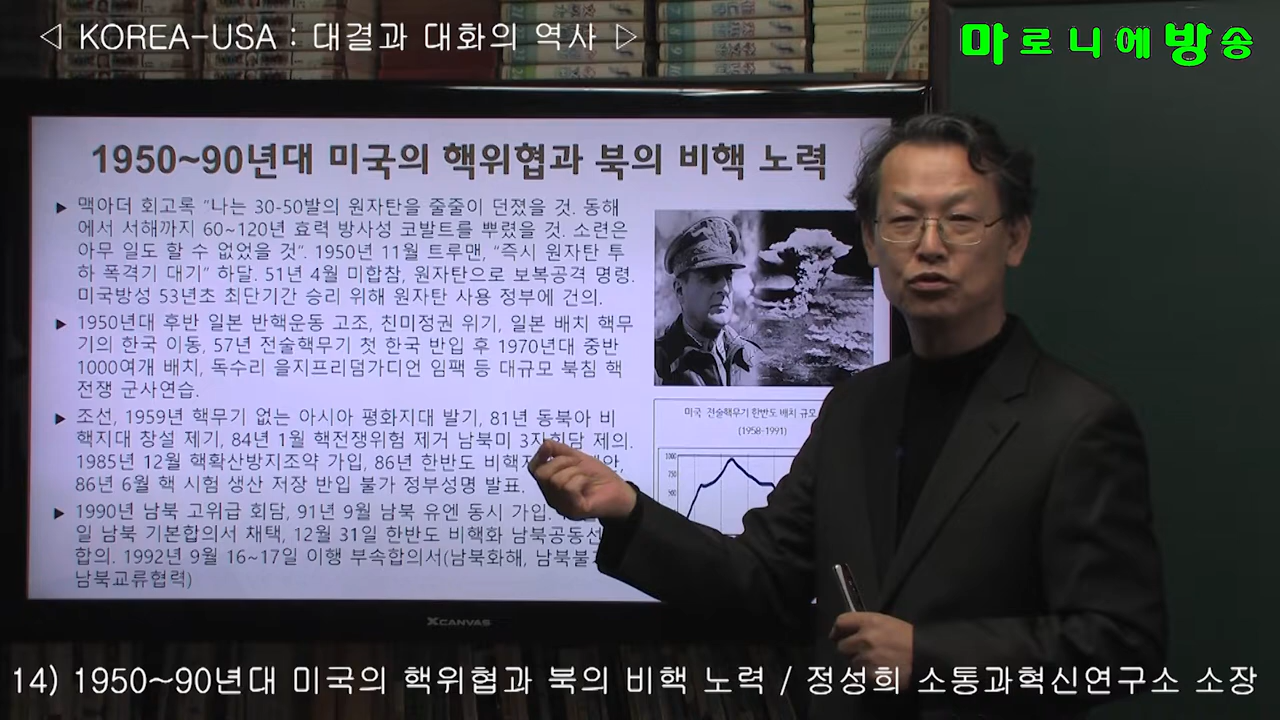 ◁ KOREA-USA : 대결과 대화의 역사 ▷
마로니에방송
1950~90년대 미국의 핵위협과 북의 비핵 노력
▶ 맥아더 회고록 "나는 30-50발의 원자탄을 줄줄이 던졌을 것. 동해
에서 서해까지 60~120년 효력 방사성 코발트를 뿌렸을 것. 소련은
아무 일도 할 수 없었을 것". 1950년 11월 트루맨, "즉시 원자탄 투
하 폭격기 대기" 하달. 51년 4월 미합참, 원자탄으로 보복공격 명령.
미국방성 53년초 최단기간 승리 위해 원자탄 사용 정부에 건의.
▶ 1950년대 후반 일본 반핵운동 고조, 친미정권 위기, 일본 배치 핵무
기의 한국 이동, 57년 전술핵무기 첫 한국 반입 후 1970년대 중반
1000여개 배치, 독수리 을지프리덤가디언 임팩 등 대규모 북침 핵
전쟁 군사연습.
▶ 조선, 1959년 핵무기 없는 아시아 평화지대 발기, 81년 동북아 비
핵지대 창설 제기, 84년 1월 핵전쟁위험 제거 남북미 3자회담 제의.
1985년 12월 핵확산방지조약 가입, 86년 한반도 비핵
86년 6월 핵 시험 생산 저장 반입 불가 정부성명 발표.
▶ 1990년 남북 고위급 회담, 91년 9월 남북 유엔 동시 가입.
일 남북 기본합의서 채택, 12월 31일 한반도 비핵화 남북공동선
합의. 1992년 9월 16~17일 이행 부속합의서(남북화해, 남북불
남북교류협력)
미국 전술핵무기 한반도 배치 규모
(1958-1991)
1000
750
500
XCANVAS
14) 1950~90년대 미국의 핵위협과 북의 비핵 노력 / 정성희 소통과혁신연구소 소장